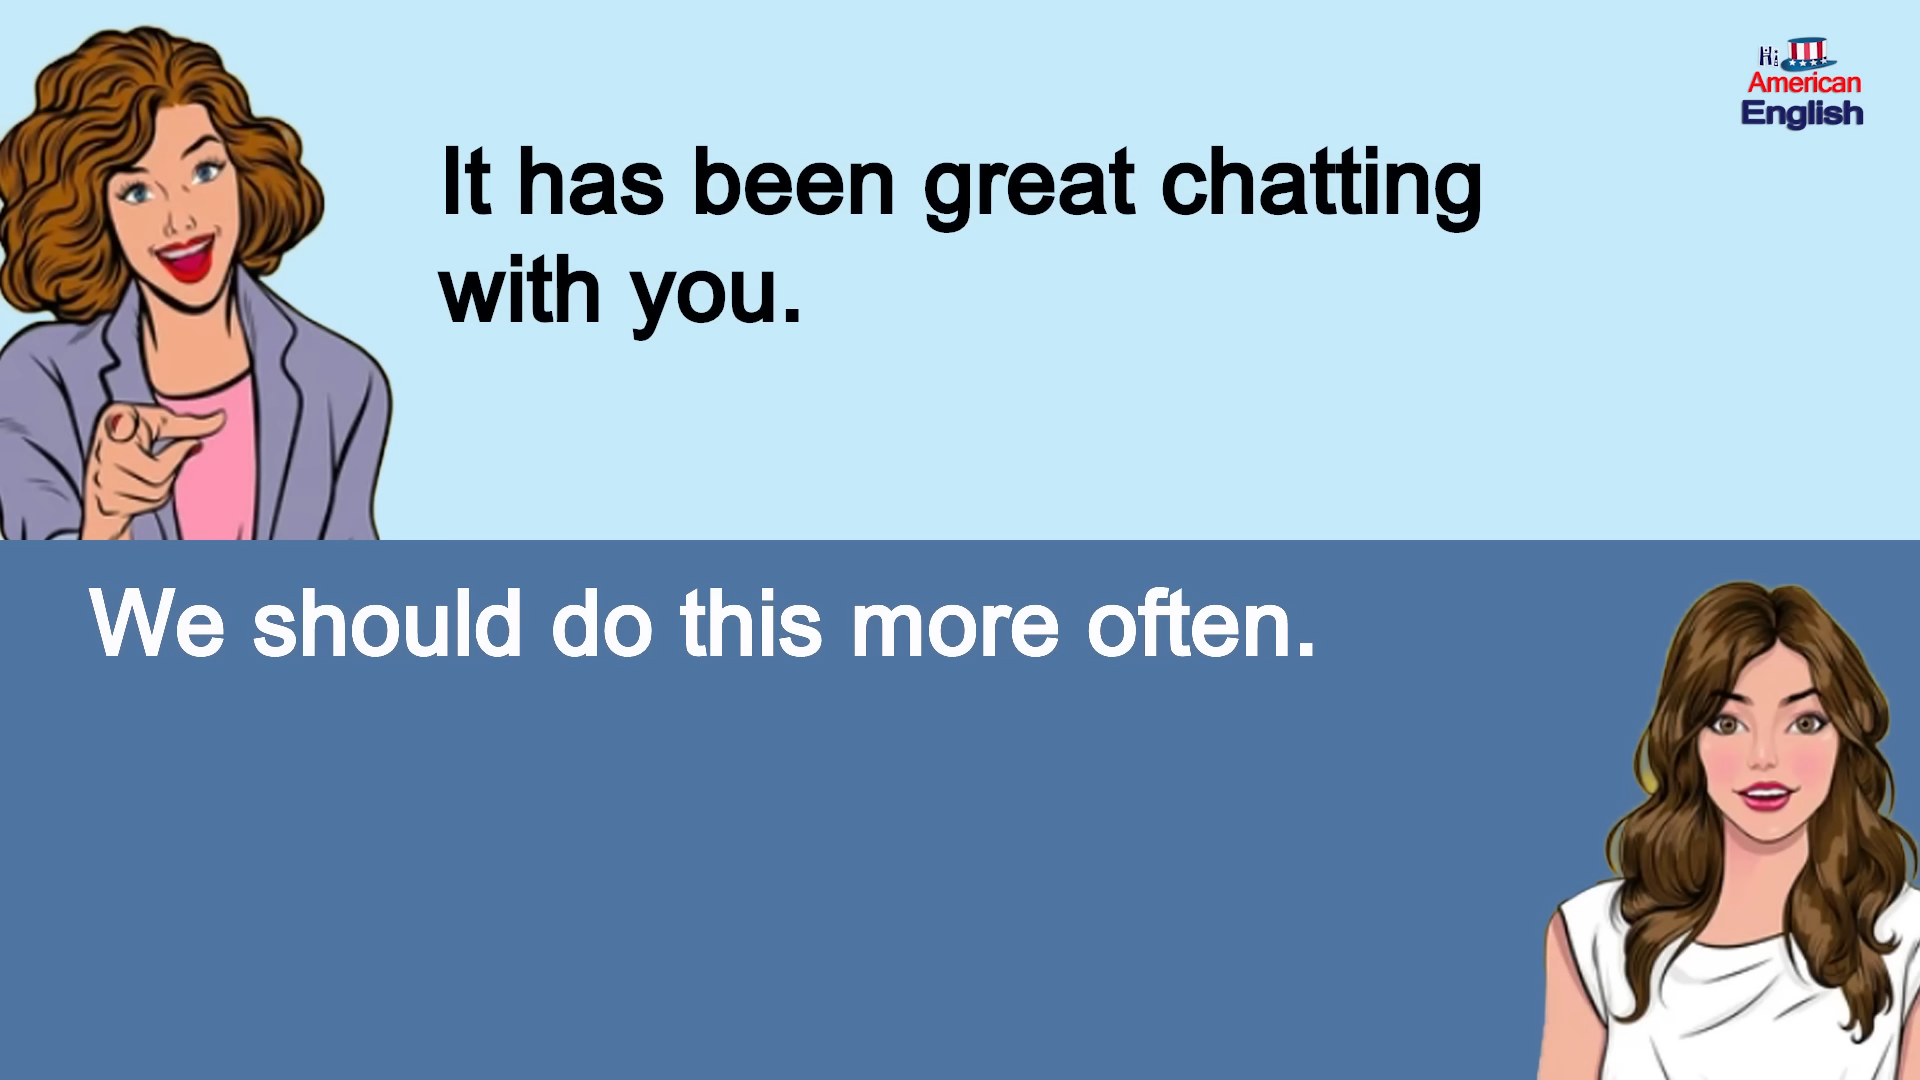 Hi
American
English
It has been great chatting
with you.
We should do this more often.